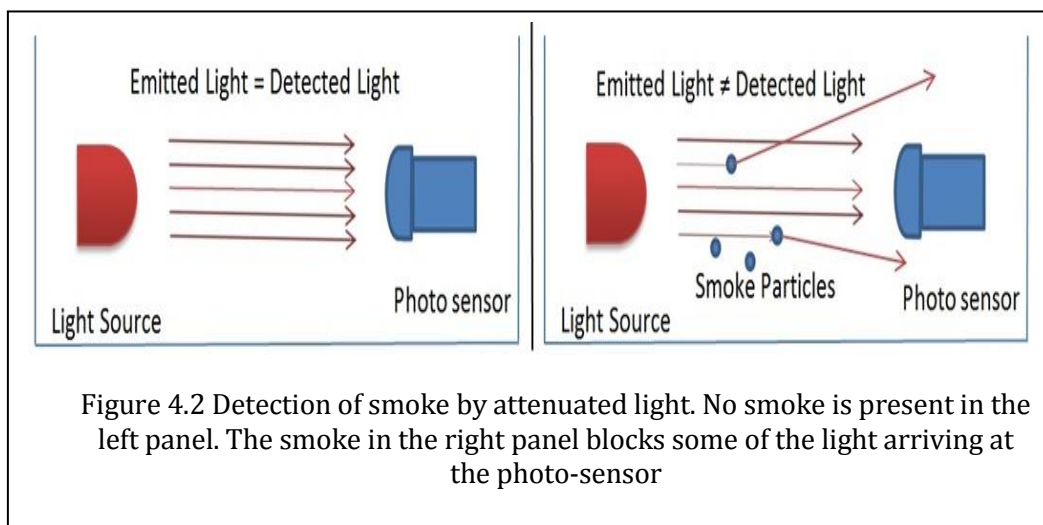 Emitted Light = Detected Light
Photo sensor
Light Source
Emitted Light ≠ Detected Light
Smoke Particles
Photo sensor
Light Source
Figure 4.2 Detection of smoke by attenuated light. No smoke is present in the
left panel. The smoke in the right panel blocks some of the light arriving at
the photo-sensor